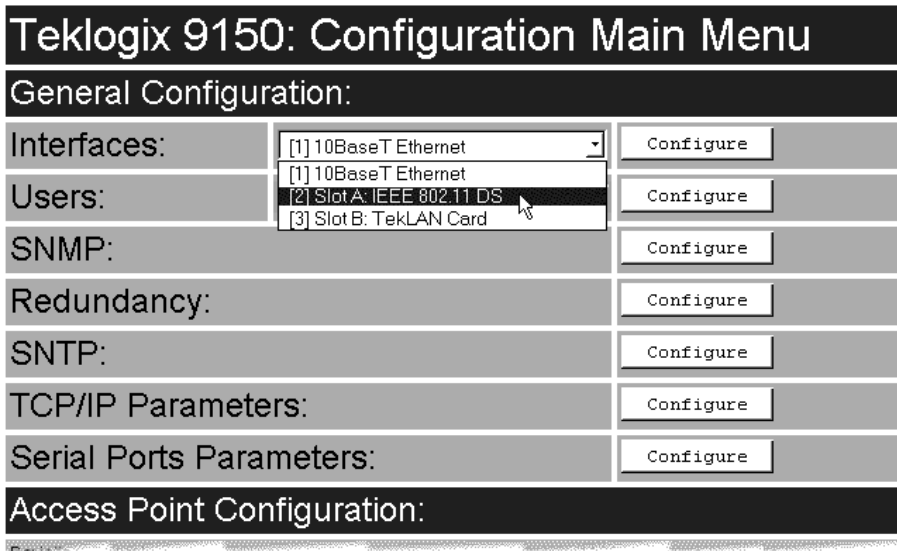 Teklogix 9150: Configuration Main Menu
General Configuration:
Interfaces: [1] 10BaseT Ethernet Configure
[1] 10BaseT Ethernet
Users: [2] Slot A: IEEE 802.11 DS Configure
[3] Slot B: TekLAN Card
SNMP: Configure
Redundancy: Configure
SNTP: Configure
TCP/IP Parameters: Configure
Serial Ports Parameters: Configure
Access Point Configuration: